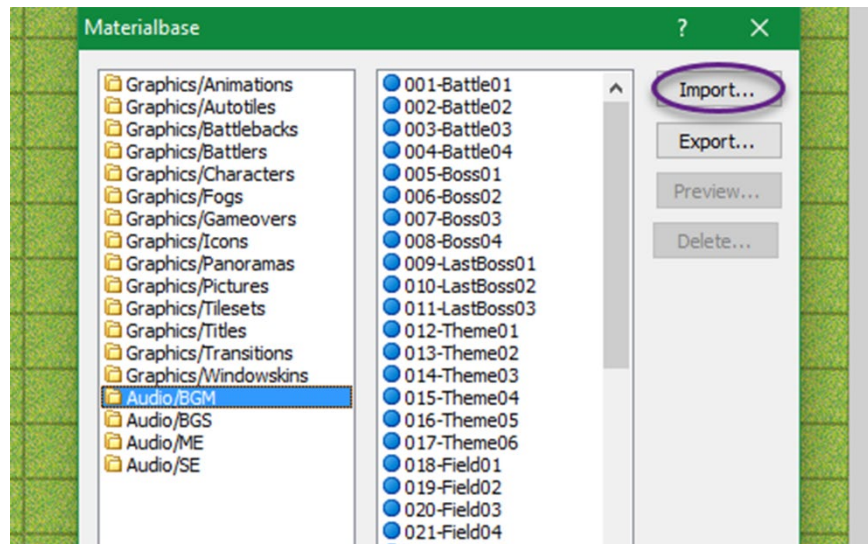 Materialbase
?
Graphics/Animations
Graphics/Autotiles
Graphics/Battlebacks
Graphics/Battlers
Graphics/Characters
Graphics/Fogs
Graphics/Gameovers
Graphics/Icons
Graphics/Panoramas
Graphics/Pictures
Graphics/Tilesets
Graphics/Titles
Graphics/Transitions
Graphics/Windowskins
Audio/BGM
Audio/BGS
Audio/ME
Audio/SE
001-Battle01
002-Battle02
003-Battle03
004-Battle04
005-Boss01
006-Boss02
007-Boss03
008-Boss04
009-LastBoss01
010-LastBoss02
011-LastBoss03
012-Theme01
013-Theme02
014-Theme03
015-Theme04
016-Theme05
017-Theme06
018-Field01
019-Field02
020-Field03
021-Field04
Import...
Export...
Preview...
Delete...